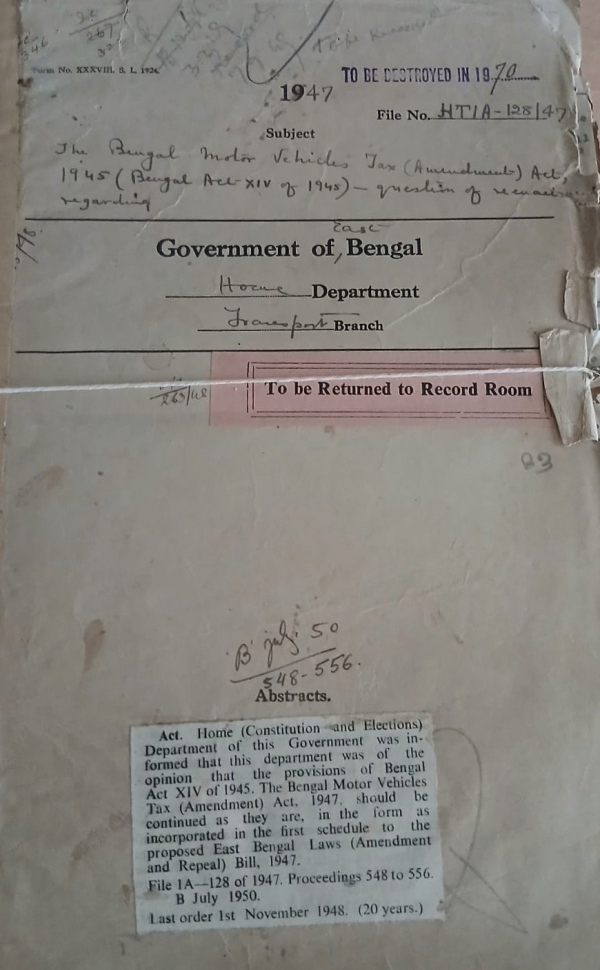 Form No. XXXVIII, S. L. 1924.
TO BE DESTROYED IN 1970
1947
File No. HT1A-128/47
Subject
The Bengal Motor Vehicles Tax (Amendment) Act,
1945 (Bengal Act XIV of 1945) - question of
regarding
East
Government of Bengal
Home Department
Transport Branch
To be Returned to Record Room
263/48
83
'B' July 50
548-556.
Abstracts.
Act. Home (Constitution and Elections)
Department of this Government was in-
formed that this department was of the
opinion that the provisions of Bengal
Act XIV of 1945. The Bengal Motor Vehicles
Tax (Amendment) Act, 1947, should be
continued as they are, in the form as
incorporated in the first schedule to the
proposed East Bengal Laws (Amendment
and Repeal) Bill, 1947.
File 1A—128 of 1947. Proceedings 548 to 556.
B July 1950.
Last order 1st November 1948. (20 years.)